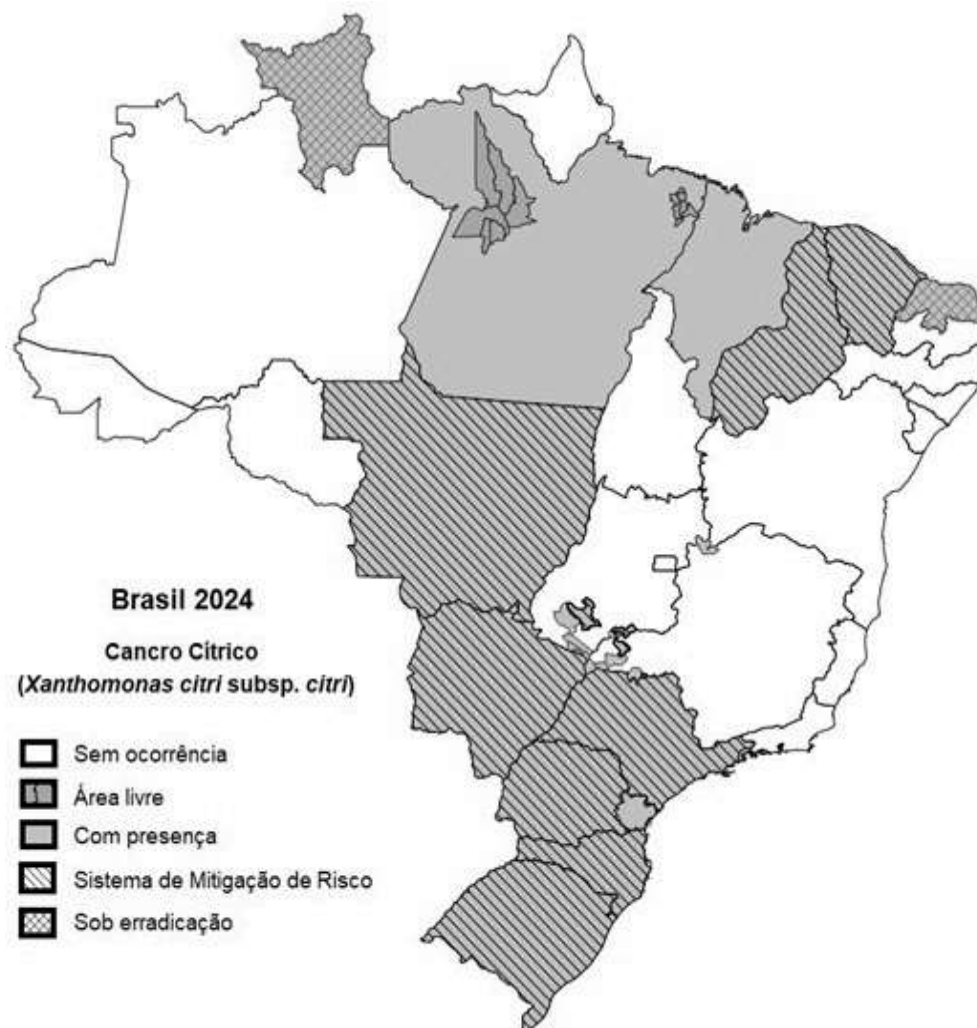 Brasil 2024
Cancro Cítrico
(Xanthomonas citri subsp. citri)
Sem ocorrência
Área livre
Com presença
Sistema de Mitigação de Risco
Sob erradicação